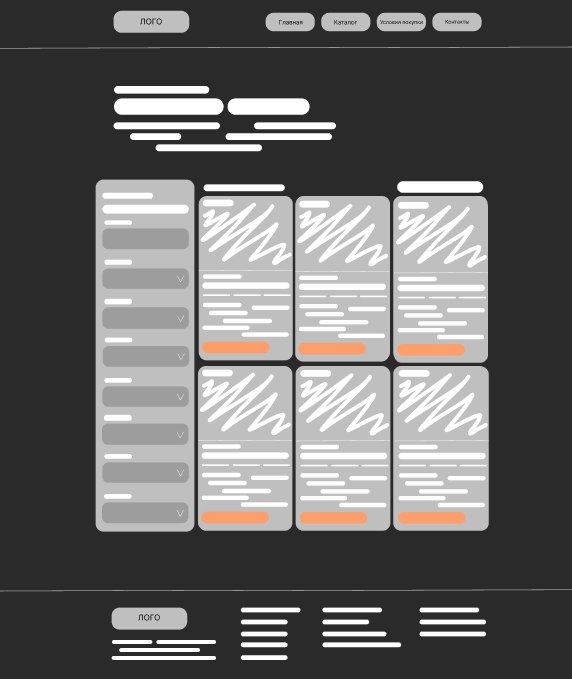 ЛОГО
Главная
Каталог
Условия покупки
Контакты
ЛОГО